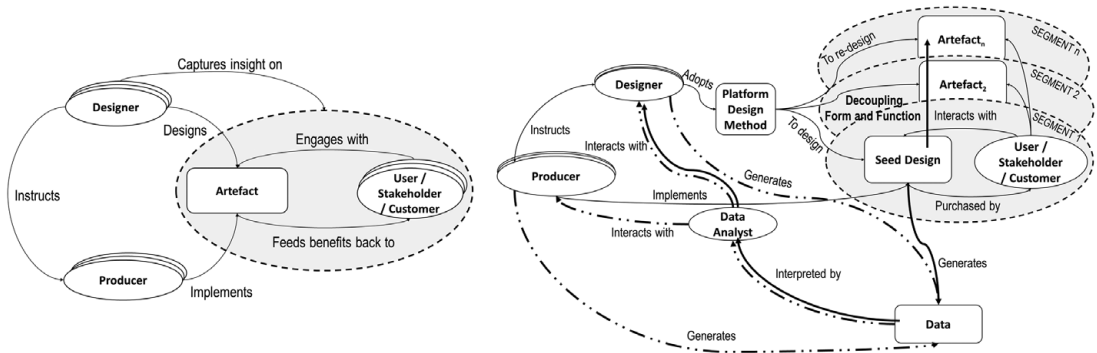 Captures insight on
Designer
Designs
Engages with
Instructs
Artefact
User /
Stakeholder
/ Customer
Feeds benefits back to
Producer
Implements
SEGMENT n
Artefactn
To re-design
Designer
Adopts
Platform
Design
Method
SEGMENT 2
Artefact2
Decoupling
Form and Function
To design
SEGMENT 1
Instructs
Interacts with
Interacts with
Seed Design
User /
Stakeholder
/ Customer
Producer
Generates
Implements
Purchased by
Data
Analyst
Interacts with
Generates
Interpreted by
Data
Generates